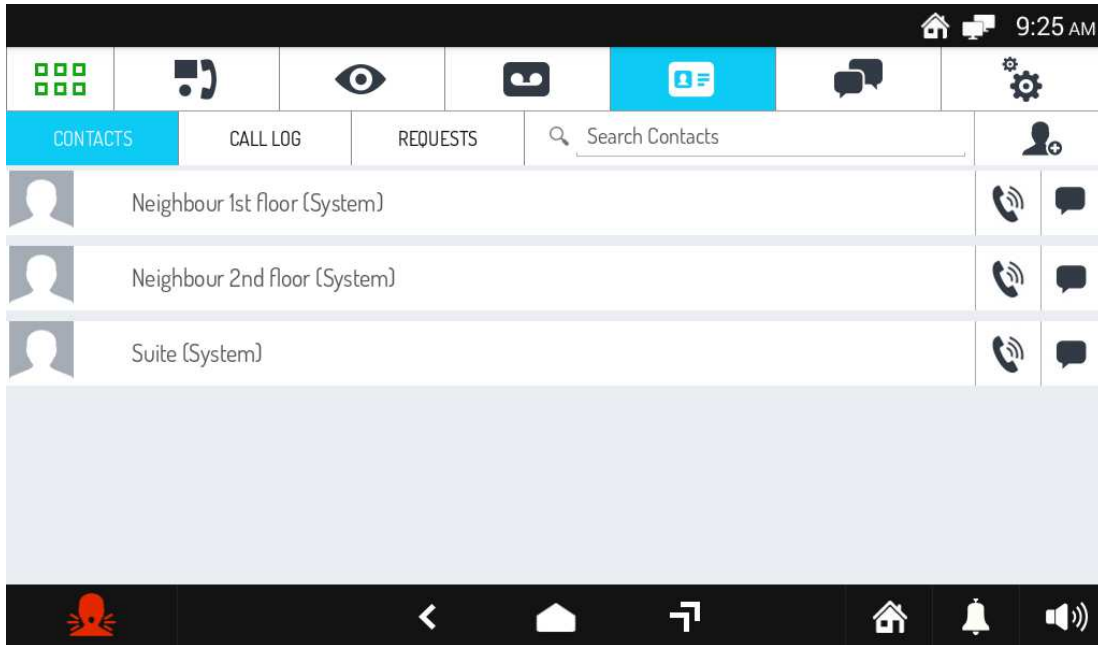 9:25 AM
CONTACTS CALL LOG REQUESTS Search Contacts
Neighbour 1st floor (System)
Neighbour 2nd floor (System)
Suite (System)